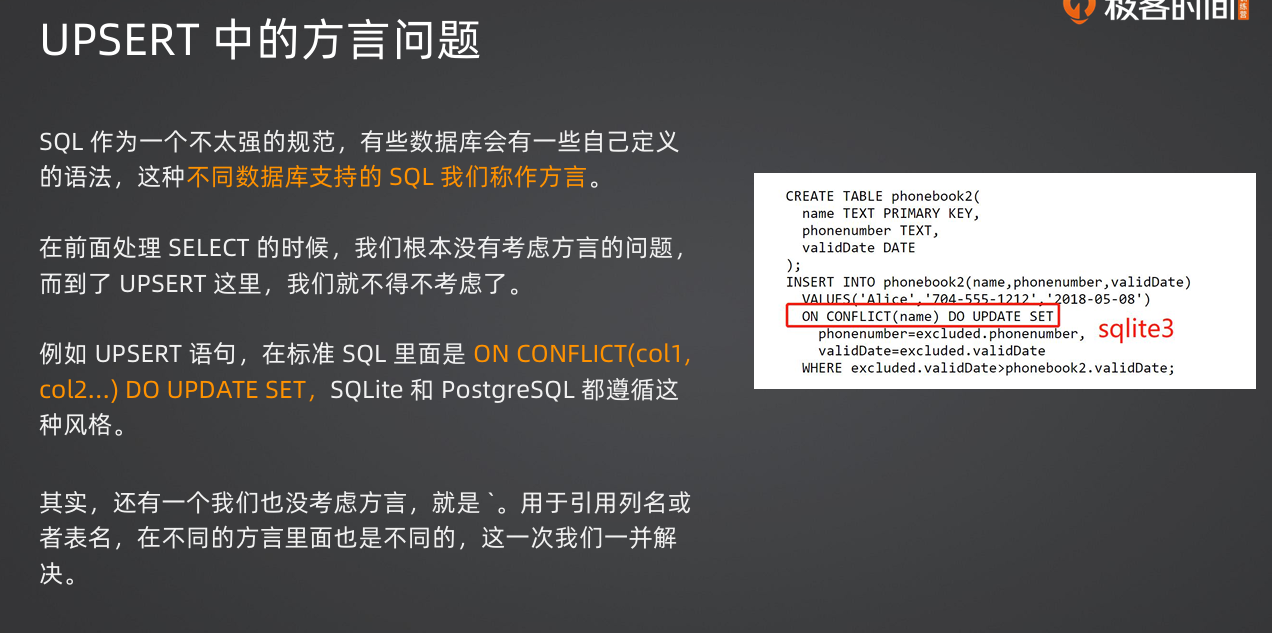 极客时间
训练营
UPSERT 中的方言问题
SQL 作为一个不太强的规范，有些数据库会有一些自己定义
的语法，这种不同数据库支持的 SQL 我们称作方言。
在前面处理 SELECT 的时候，我们根本没有考虑方言的问题，
而到了 UPSERT 这里，我们就不得不考虑了。
例如 UPSERT 语句，在标准 SQL 里面是 ON CONFLICT(col1,
col2...) DO UPDATE SET，SQLite 和 PostgreSQL 都遵循这
种风格。
其实，还有一个我们也没考虑方言，就是 `。用于引用列名或
者表名，在不同的方言里面也是不同的，这一次我们一并解
决。
CREATE TABLE phonebook2(
  name TEXT PRIMARY KEY,
  phonenumber TEXT,
  validDate DATE
);
INSERT INTO phonebook2(name,phonenumber,validDate)
  VALUES('Alice','704-555-1212','2018-05-08')
  ON CONFLICT(name) DO UPDATE SET
    phonenumber=excluded.phonenumber,
    validDate=excluded.validDate
  WHERE excluded.validDate>phonebook2.validDate;
sqlite3